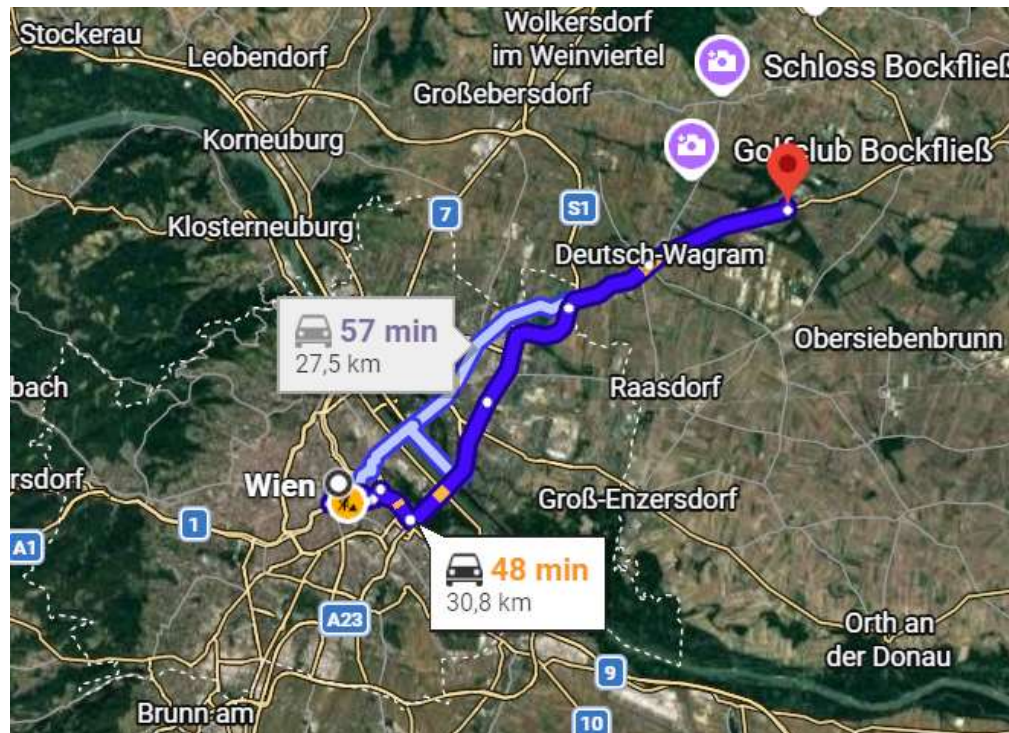 Stockerau
Wolkersdorf
im Weinviertel
Leobendorf
Schloss Bockfließ
Großebersdorf
Korneuburg
Golfclub Bockfließ
7
S1
Klosterneuburg
Deutsch-Wagram
57 min
27,5 km
Obersiebenbrunn
bach
Raasdorf
rsdorf
Wien
Groß-Enzersdorf
1
A1
48 min
30,8 km
A23
Orth an
der Donau
9
Brunn am
10